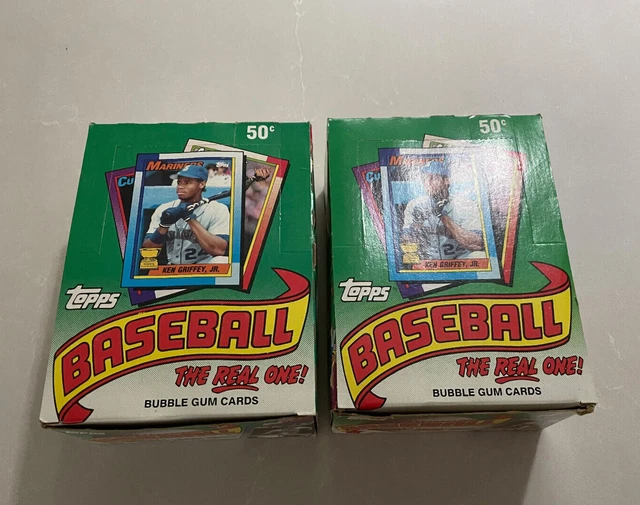 50¢
MARINERS
Cu
KEN GRIFFEY, JR.
TOPPS
BASEBALL
THE REAL ONE!
BUBBLE GUM CARDS
50¢
KEN GRIFFEY, JR.
TOPPS
BASEBALL
THE REAL ONE!
BUBBLE GUM CARDS